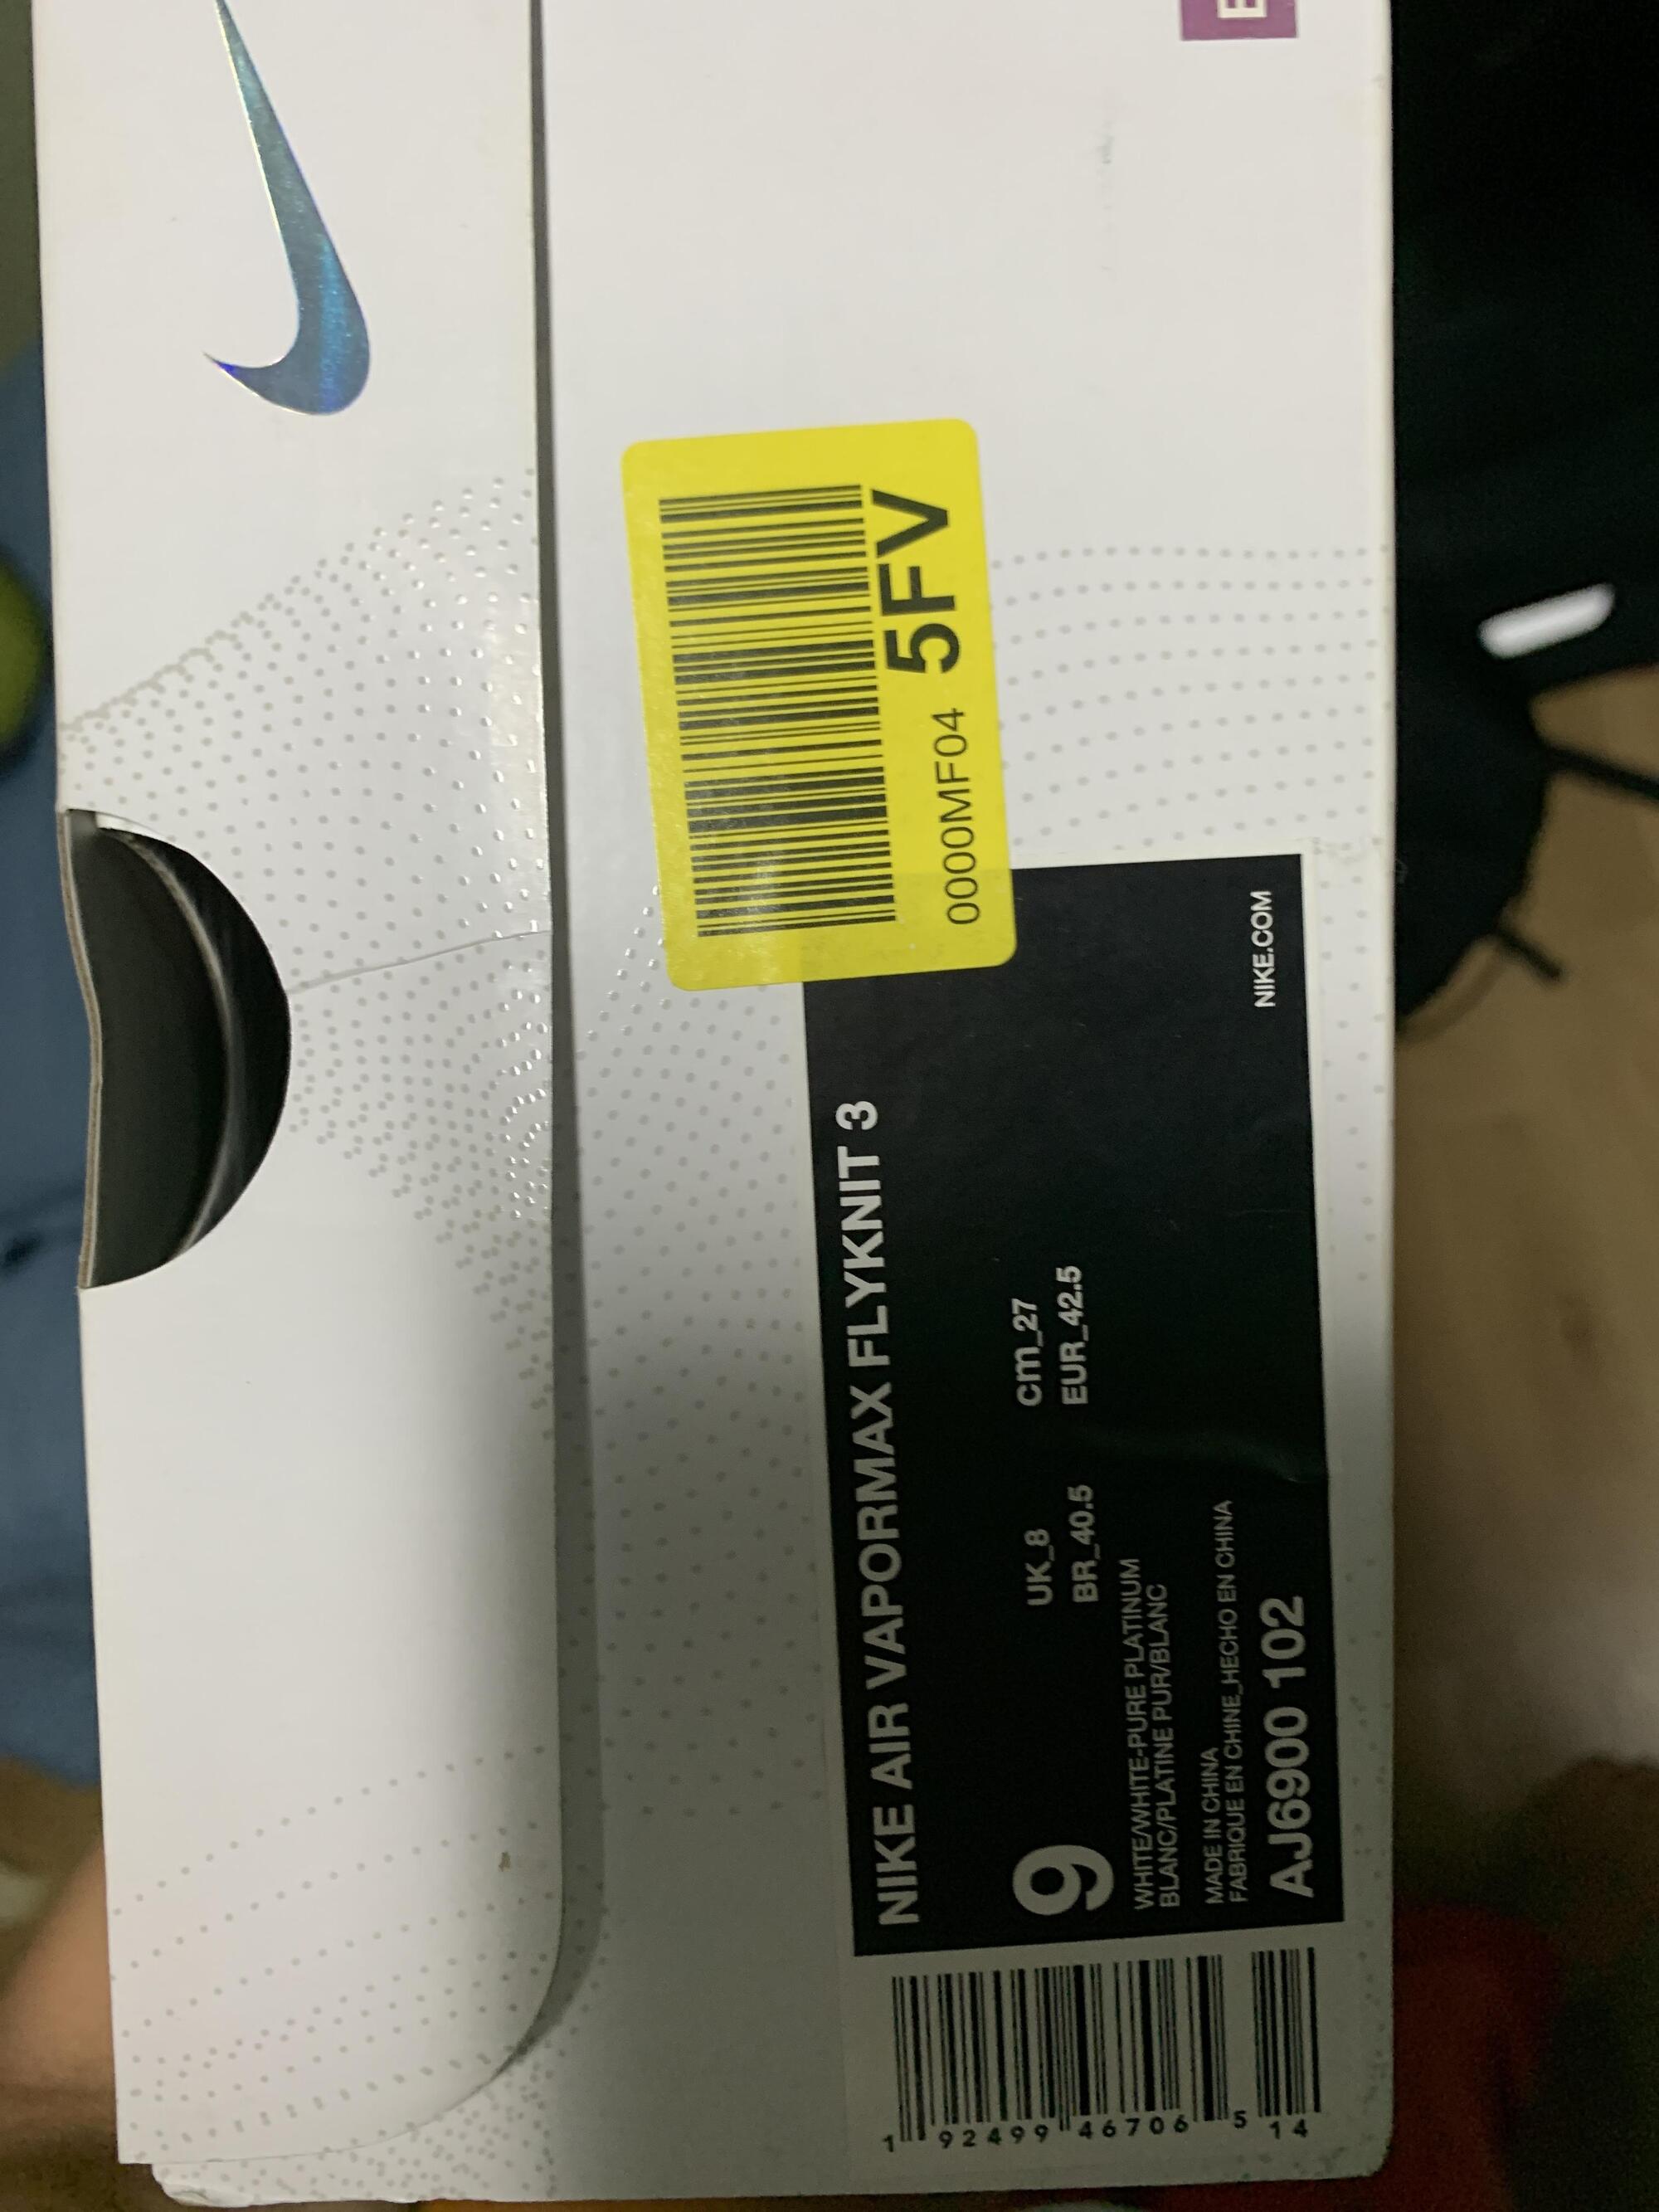 5FV
0000MF04
NIKE AIR VAPORMAX FLYKNIT 3
9
UK_8
cm_27
BR_40.5
EUR_42.5
WHITE/WHITE-PURE PLATINUM
BLANC/PLATINE PUR/BLANC
MADE IN CHINA
FABRIQUE EN CHINE_HECHO EN CHINA
AJ6900 102
NIKE.COM
1 92499 46706 5 14